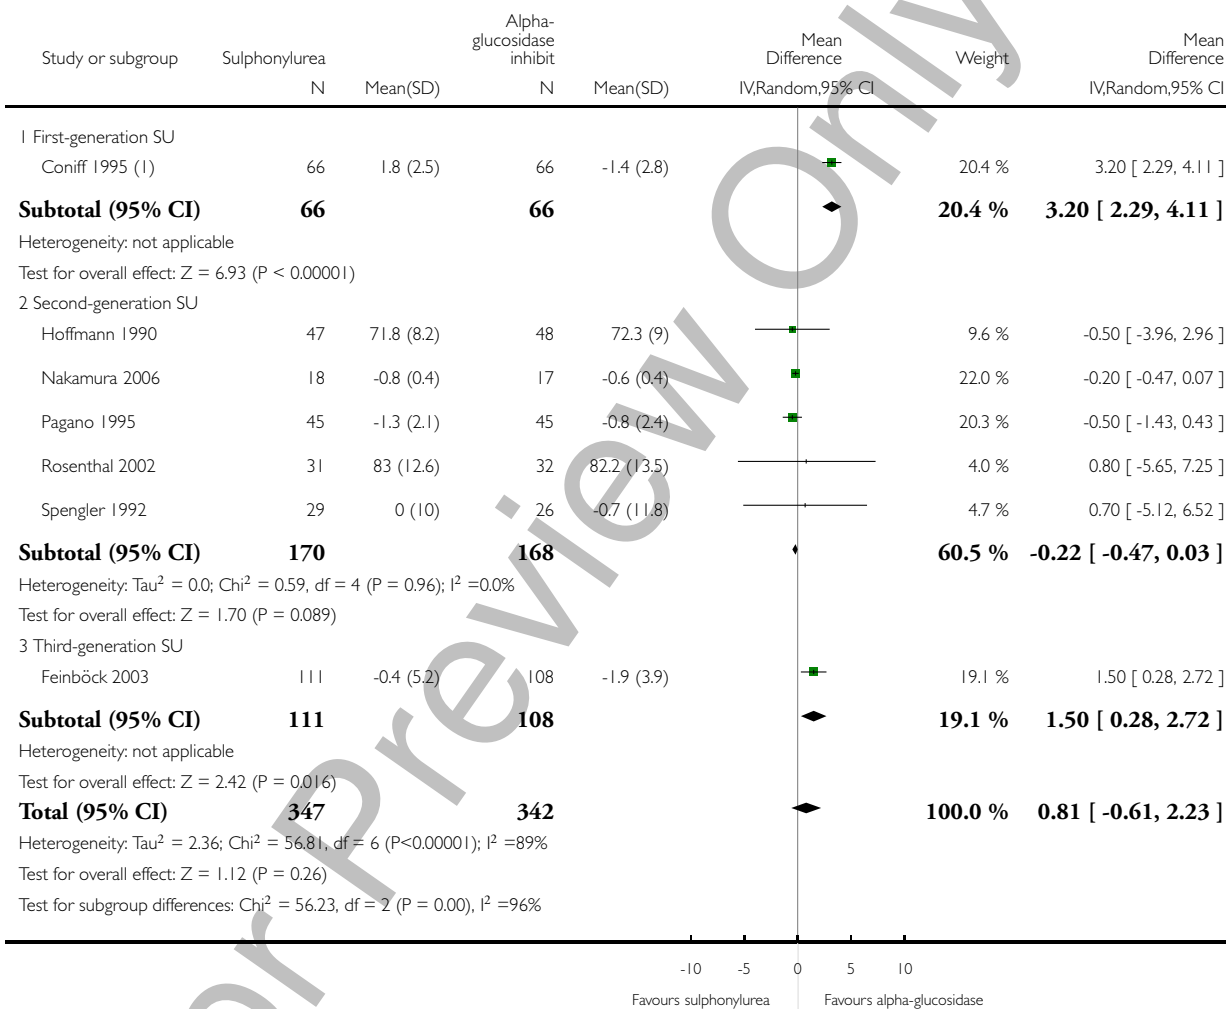 Study or subgroup Sulphonylurea Alpha-glucosidase inhibit Mean Difference Weight Mean Difference
N Mean(SD) N Mean(SD) IV,Random,95% CI IV,Random,95% CI
1 First-generation SU
Coniff 1995 (1) 66 1.8 (2.5) 66 -1.4 (2.8) 20.4 % 3.20 [ 2.29, 4.11 ]
Subtotal (95% CI) 66 66 20.4 % 3.20 [ 2.29, 4.11 ]
Heterogeneity: not applicable
Test for overall effect: Z = 6.93 (P < 0.00001)
2 Second-generation SU
Hoffmann 1990 47 71.8 (8.2) 48 72.3 (9) 9.6 % -0.50 [ -3.96, 2.96 ]
Nakamura 2006 18 -0.8 (0.4) 17 -0.6 (0.4) 22.0 % -0.20 [ -0.47, 0.07 ]
Pagano 1995 45 -1.3 (2.1) 45 -0.8 (2.4) 20.3 % -0.50 [ -1.43, 0.43 ]
Rosenthal 2002 31 83 (12.6) 32 82.2 (13.5) 4.0 % 0.80 [ -5.65, 7.25 ]
Spengler 1992 29 0 (10) 26 -0.7 (11.8) 4.7 % 0.70 [ -5.12, 6.52 ]
Subtotal (95% CI) 170 168 60.5 % -0.22 [ -0.47, 0.03 ]
Heterogeneity: Tau² = 0.0; Chi² = 0.59, df = 4 (P = 0.96); I² =0.0%
Test for overall effect: Z = 1.70 (P = 0.089)
3 Third-generation SU
Feinböck 2003 111 -0.4 (5.2) 108 -1.9 (3.9) 19.1 % 1.50 [ 0.28, 2.72 ]
Subtotal (95% CI) 111 108 19.1 % 1.50 [ 0.28, 2.72 ]
Heterogeneity: not applicable
Test for overall effect: Z = 2.42 (P = 0.016)
Total (95% CI) 347 342 100.0 % 0.81 [ -0.61, 2.23 ]
Heterogeneity: Tau² = 2.36; Chi² = 56.81, df = 6 (P<0.00001); I² =89%
Test for overall effect: Z = 1.12 (P = 0.26)
Test for subgroup differences: Chi² = 56.23, df = 2 (P = 0.00), I² =96%
-10 -5 0 5 10
Favours sulphonylurea Favours alpha-glucosidase
Preview Only